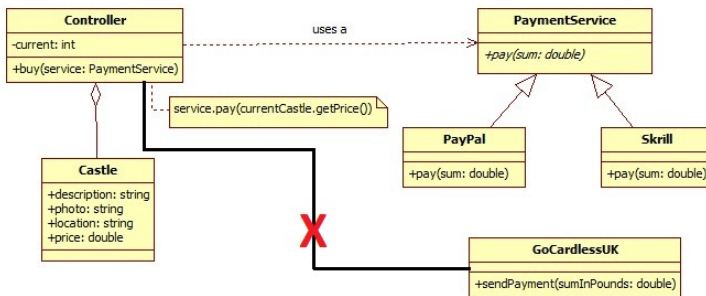 Controller
-current: int
+buy(service: PaymentService)
uses a
PaymentService
+pay(sum: double)
service.pay(currentCastle.getPrice())
PayPal
+pay(sum: double)
Skrill
+pay(sum: double)
Castle
+description: string
+photo: string
+location: string
+price: double
X
GoCardlessUK
+sendPayment(sumInPounds: double)